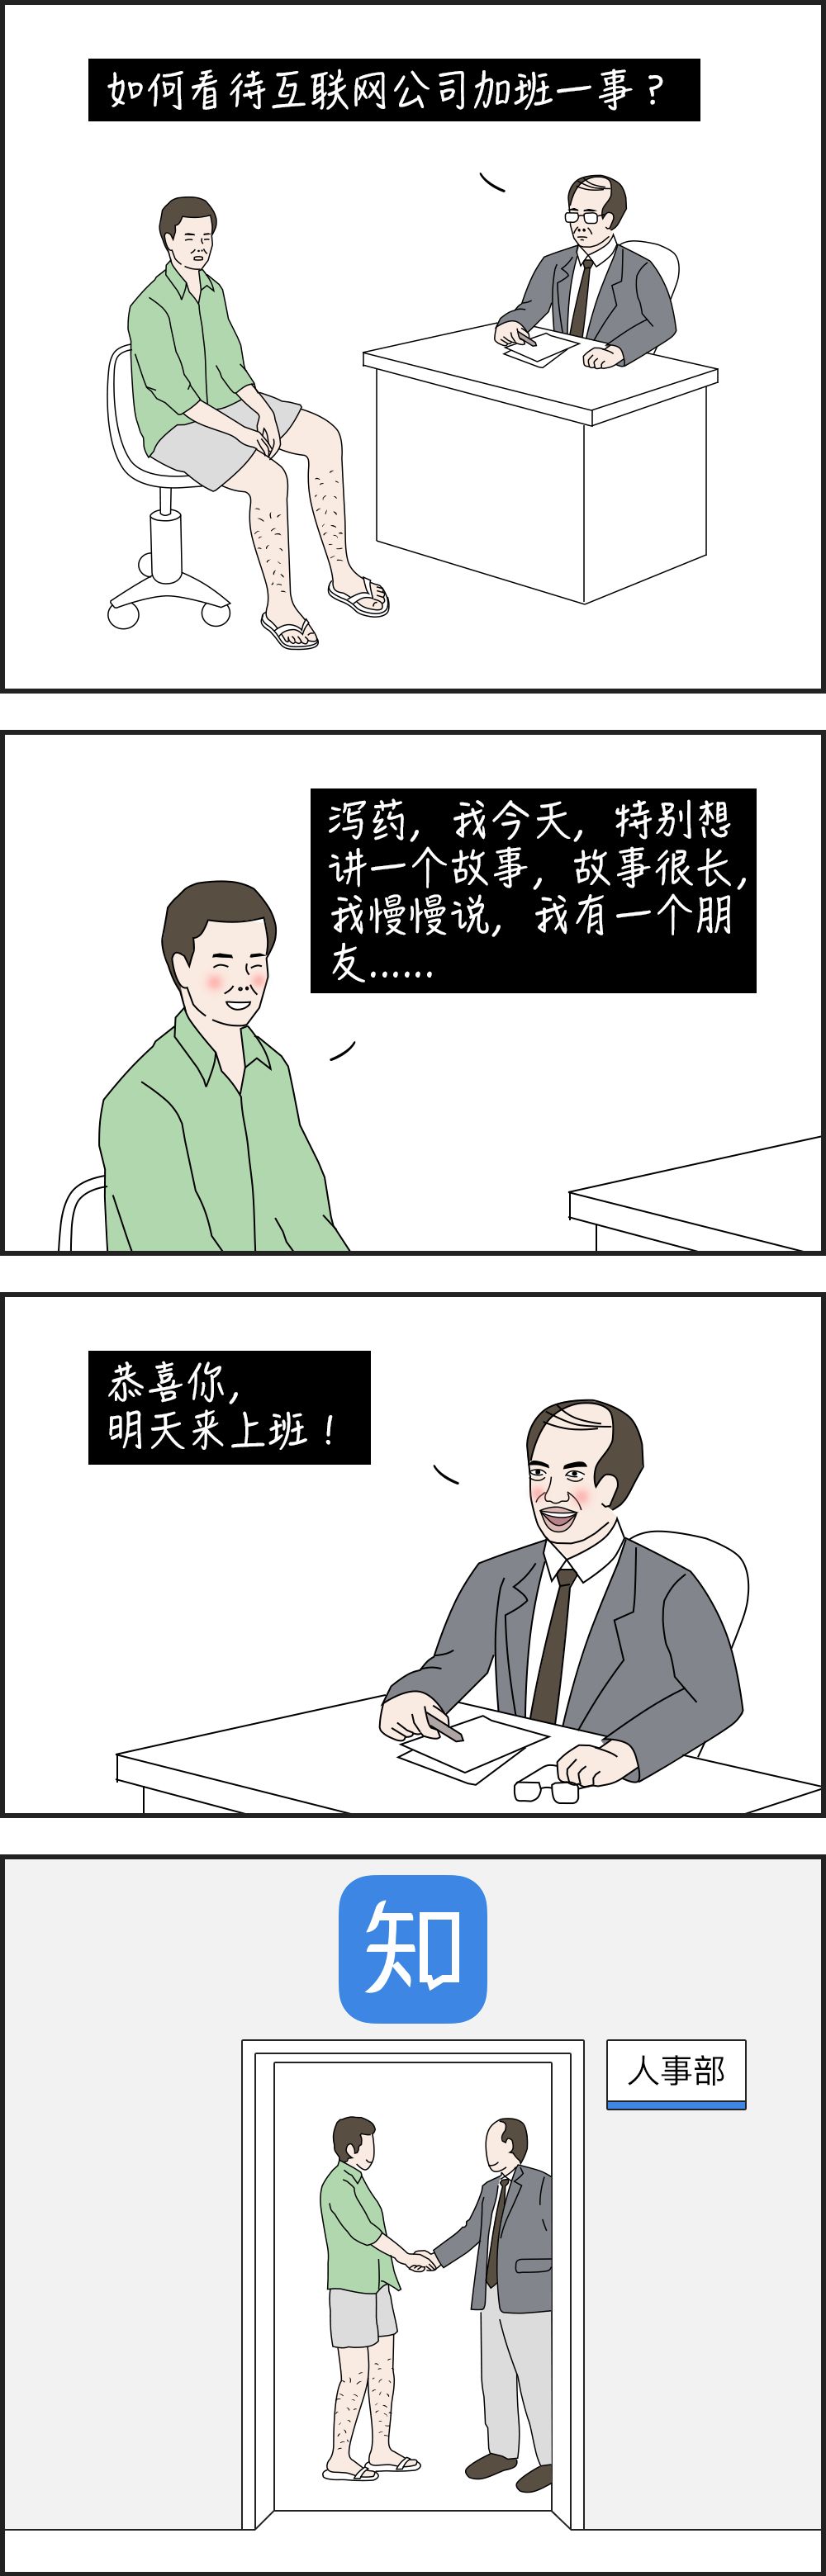 如何看待互联网公司加班一事？
泻药，我今天，特别想
讲一个故事，故事很长，
我慢慢说，我有一个朋
友……
恭喜你，
明天来上班！
知
人事部